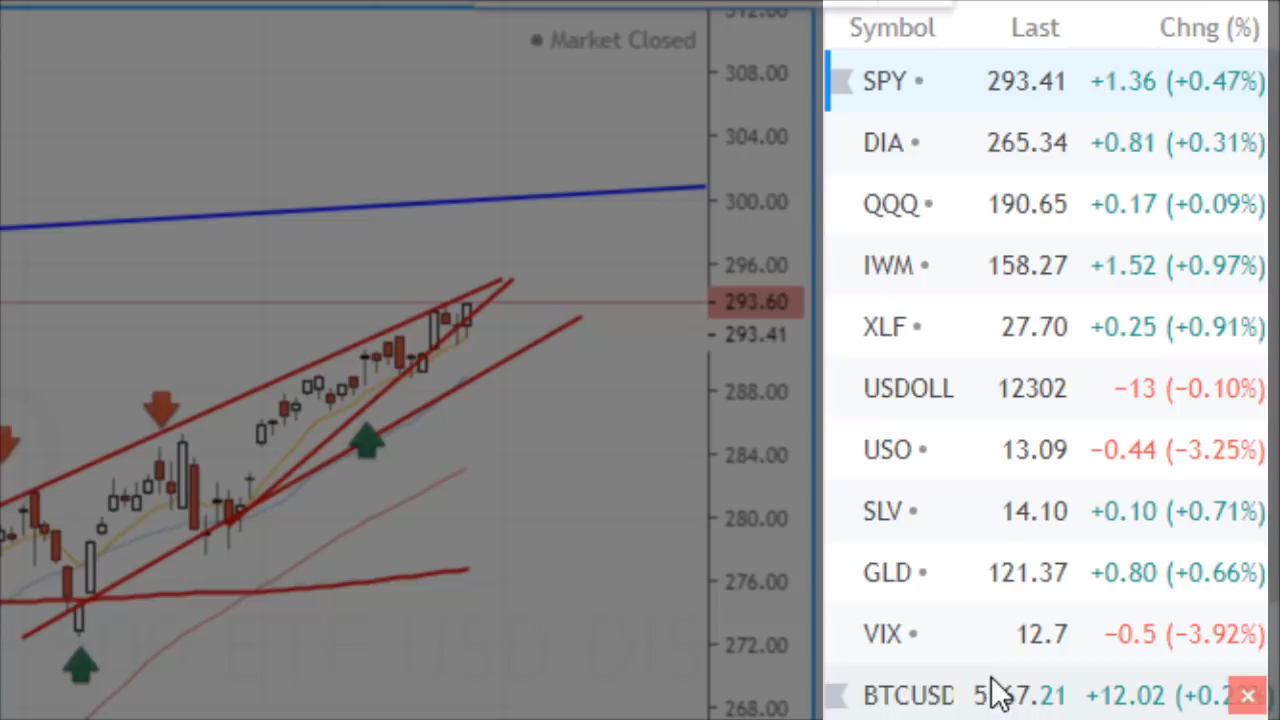 Symbol Last Chng (%)
SPY • 293.41 +1.36 (+0.47%)
DIA • 265.34 +0.81 (+0.31%)
QQQ • 190.65 +0.17 (+0.09%)
IWM • 158.27 +1.52 (+0.97%)
XLF • 27.70 +0.25 (+0.91%)
USDOLL 12302 −13 (−0.10%)
USO • 13.09 −0.44 (−3.25%)
SLV • 14.10 +0.10 (+0.71%)
GLD • 121.37 +0.80 (+0.66%)
VIX • 12.7 −0.5 (−3.92%)
BTCUSD +12.02
• Market Closed
312.00
308.00
304.00
300.00
296.00
293.60
293.41
288.00
284.00
280.00
276.00
272.00
268.00
ETF USD DIS